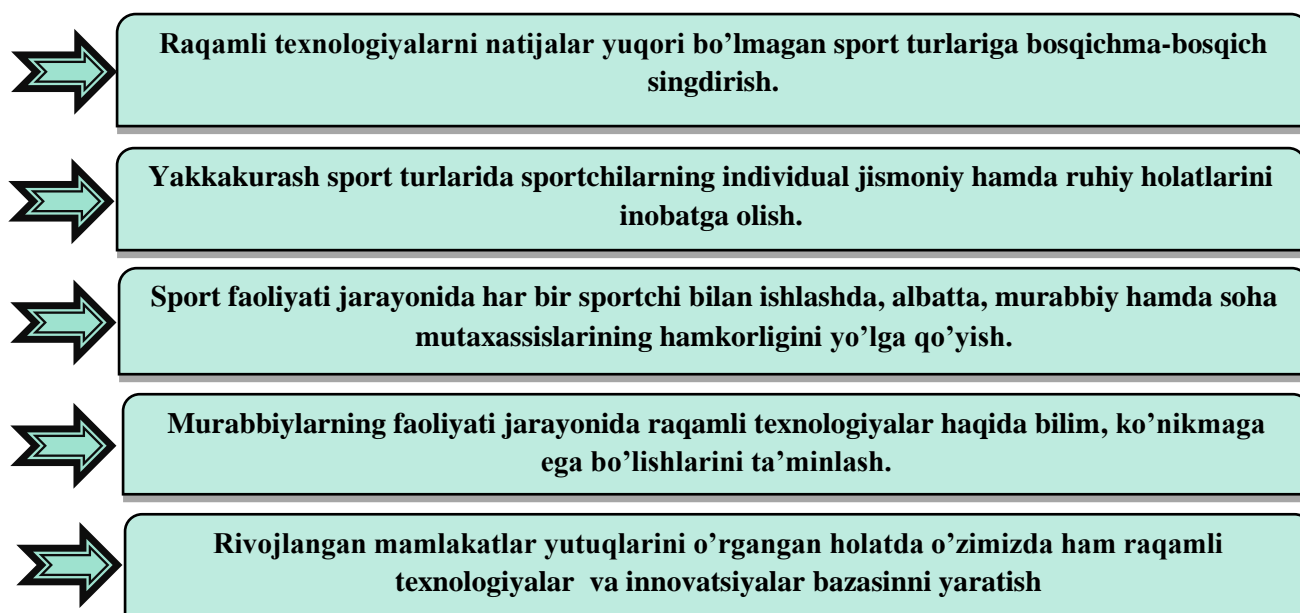 Raqamli texnologiyalarni natijalar yuqori bo’lmagan sport turlariga bosqichma-bosqich
singdirish.
Yakkakurash sport turlarida sportchilarning individual jismoniy hamda ruhiy holatlarini
inobatga olish.
Sport faoliyati jarayonida har bir sportchi bilan ishlashda, albatta, murabbiy hamda soha
mutaxassislarining hamkorligini yo’lga qo’yish.
Murabbiylarning faoliyati jarayonida raqamli texnologiyalar haqida bilim, ko’nikmaga
ega bo’lishlarini ta’minlash.
Rivojlangan mamlakatlar yutuqlarini o’rgangan holatda o’zimizda ham raqamli
texnologiyalar va innovatsiyalar bazasinni yaratish